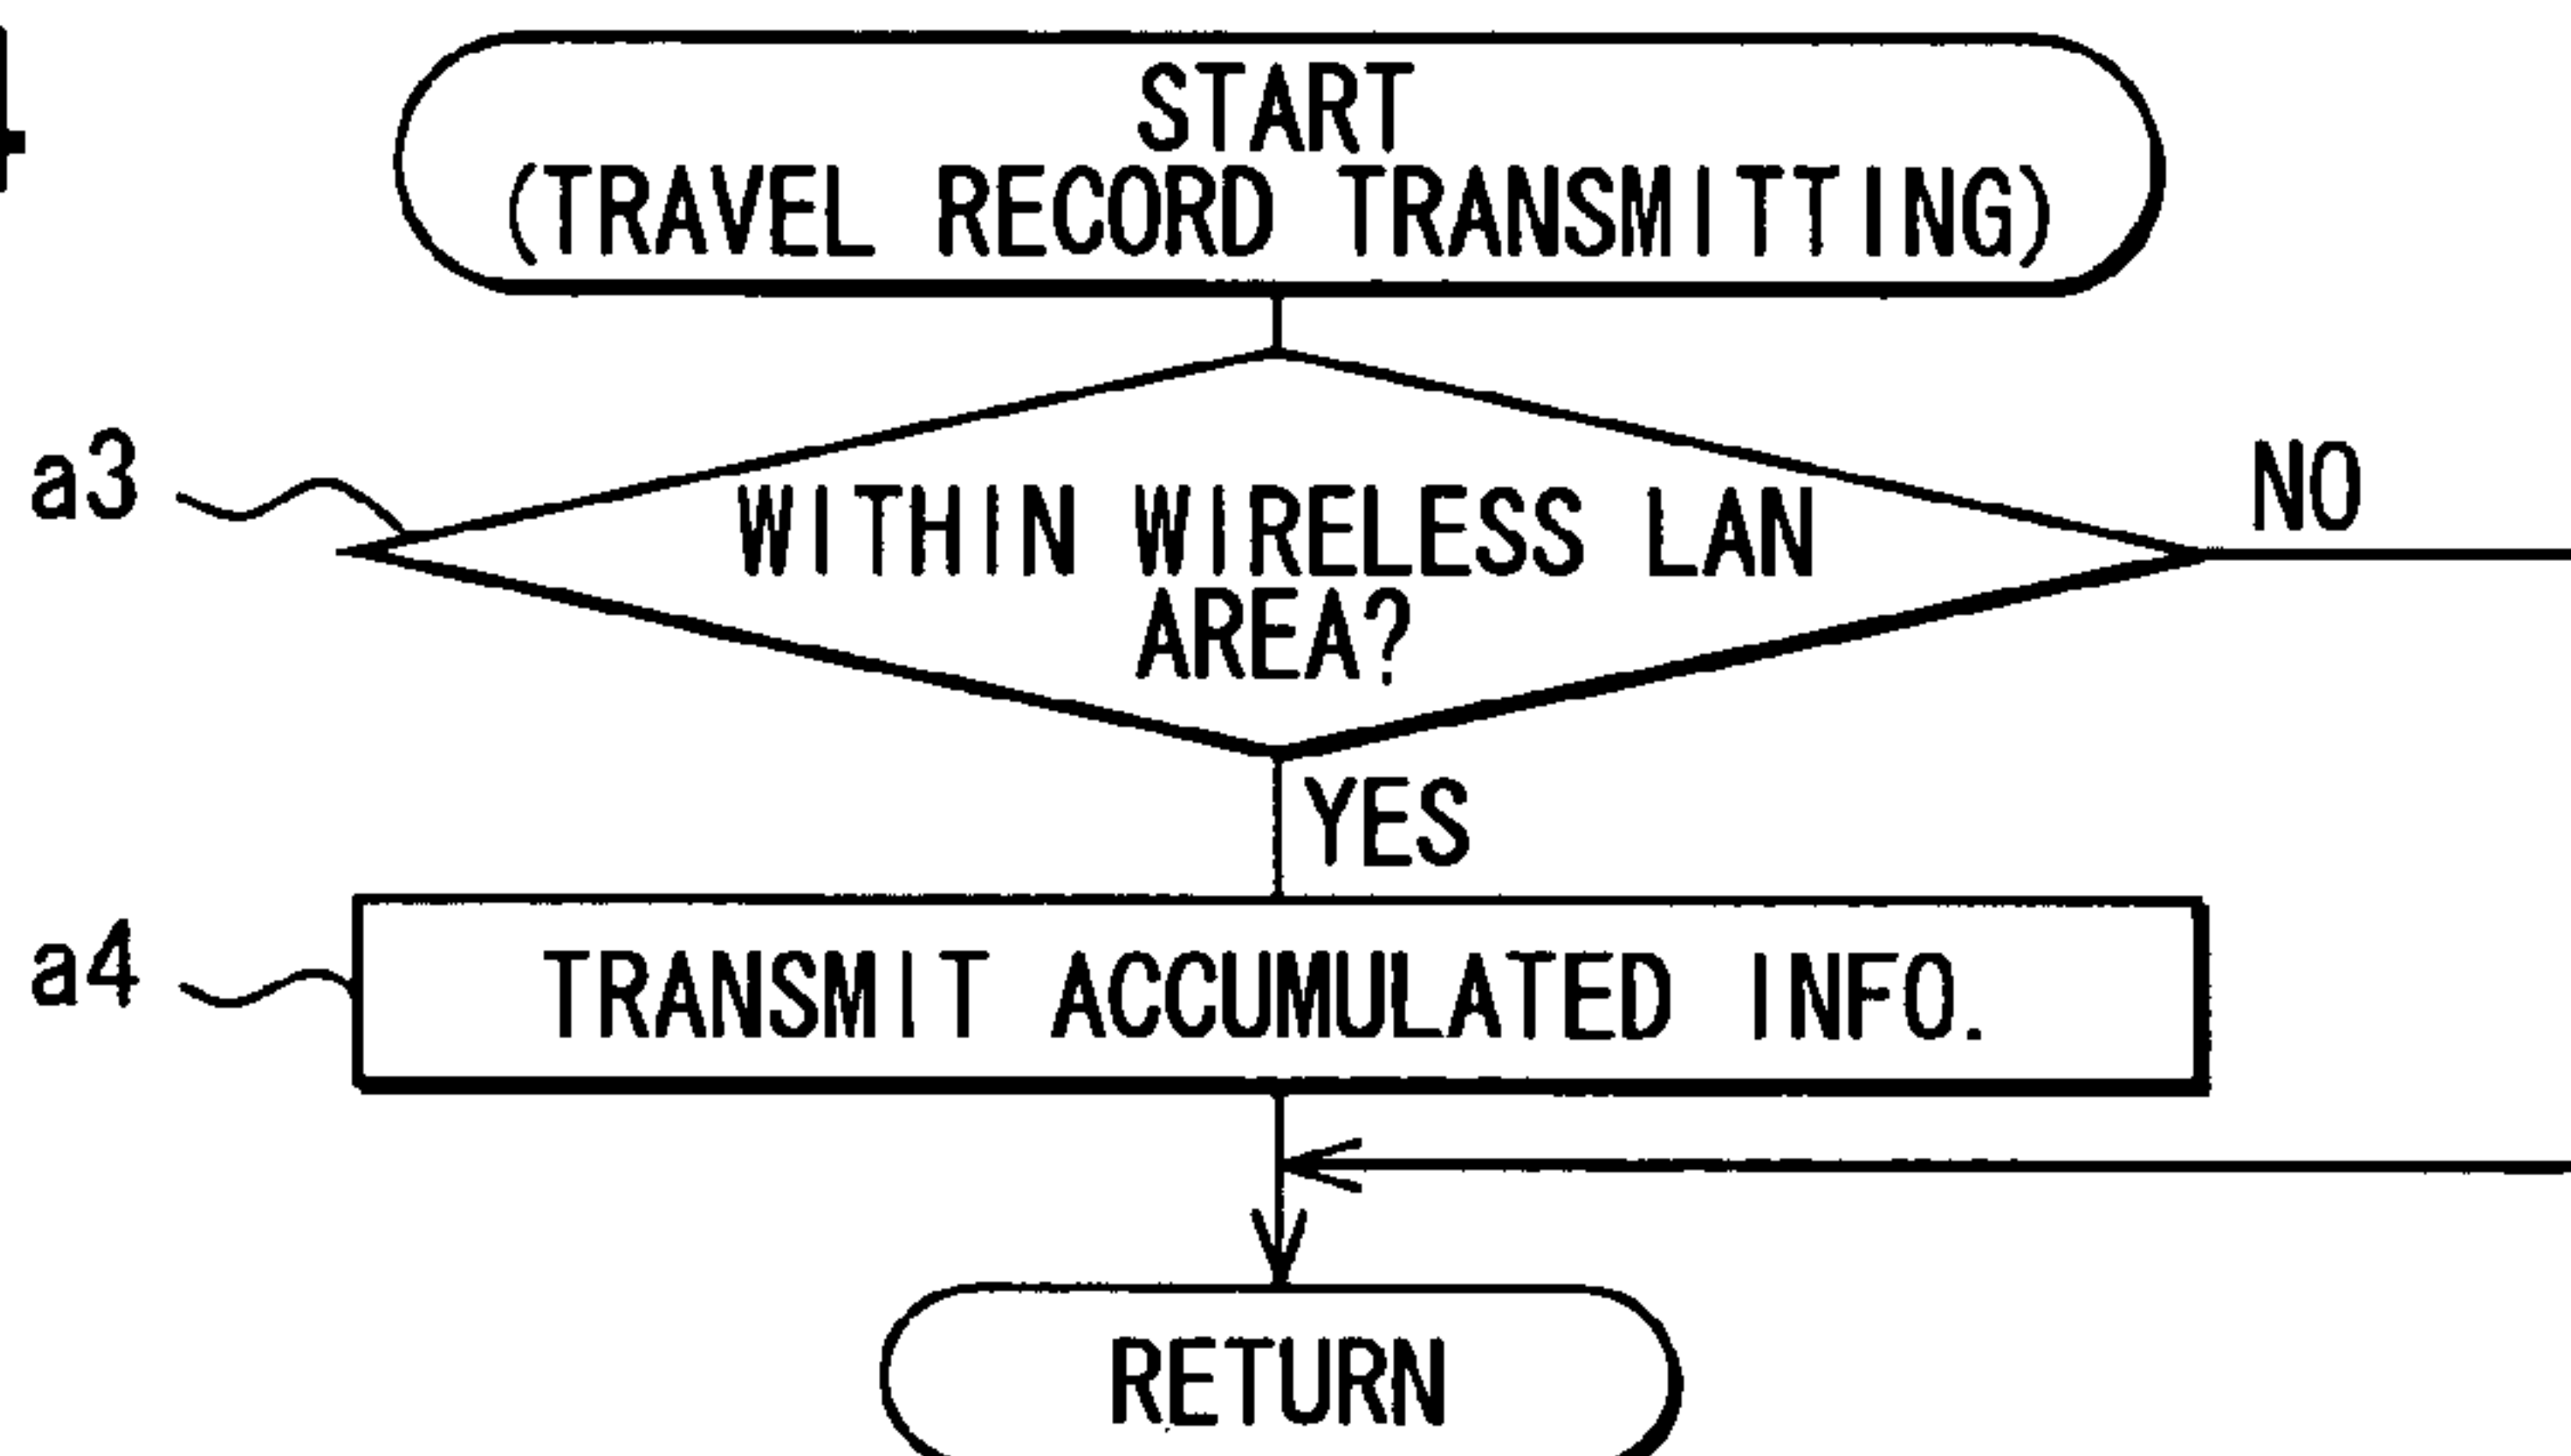 START
(TRAVEL RECORD TRANSMITTING)
a3
NO
WITHIN WIRELESS LAN
AREA?
YES
a4
TRANSMIT ACCUMULATED INFO.
RETURN